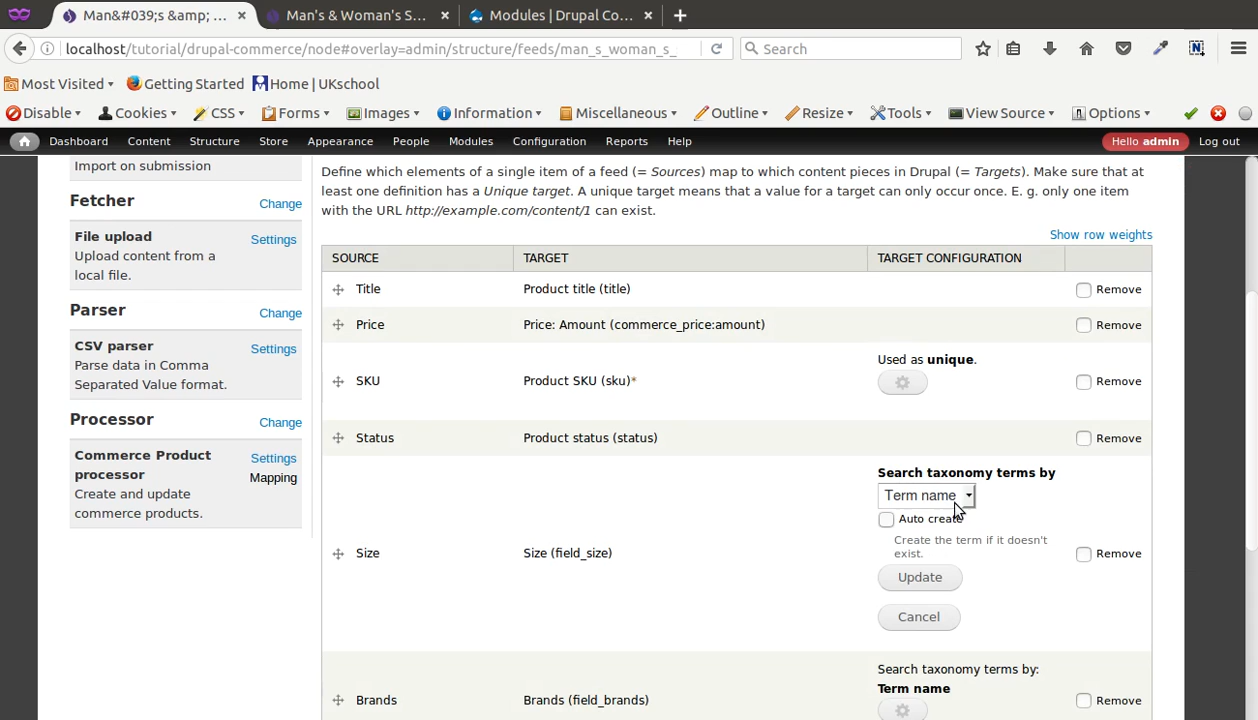 Man&#039;s &amp; ...
Man's & Woman's S...
Modules | Drupal Co...
localhost/tutorial/drupal-commerce/node#overlay=admin/structure/feeds/man_s_woman_s_
Search
Most Visited
Getting Started
Home | UKschool
Disable
Cookies
CSS
Forms
Images
Information
Miscellaneous
Outline
Resize
Tools
View Source
Options
Dashboard
Content
Structure
Store
Appearance
People
Modules
Configuration
Reports
Help
Hello admin
Log out
Import on submission
Fetcher
Change
File upload
Settings
Upload content from a
local file.
Parser
Change
CSV parser
Settings
Parse data in Comma
Separated Value format.
Processor
Change
Commerce Product
processor
Settings
Mapping
Create and update
commerce products.
Define which elements of a single item of a feed (= Sources) map to which content pieces in Drupal (= Targets). Make sure that at
least one definition has a Unique target. A unique target means that a value for a target can only occur once. E. g. only one item
with the URL http://example.com/content/1 can exist.
Show row weights
SOURCE
TARGET
TARGET CONFIGURATION
Title
Product title (title)
Remove
Price
Price: Amount (commerce_price:amount)
Remove
SKU
Product SKU (sku)*
Used as unique.
Remove
Status
Product status (status)
Remove
Size
Size (field_size)
Search taxonomy terms by
Term name
Auto create
Create the term if it doesn't
exist.
Update
Cancel
Remove
Brands
Brands (field_brands)
Search taxonomy terms by:
Term name
Remove